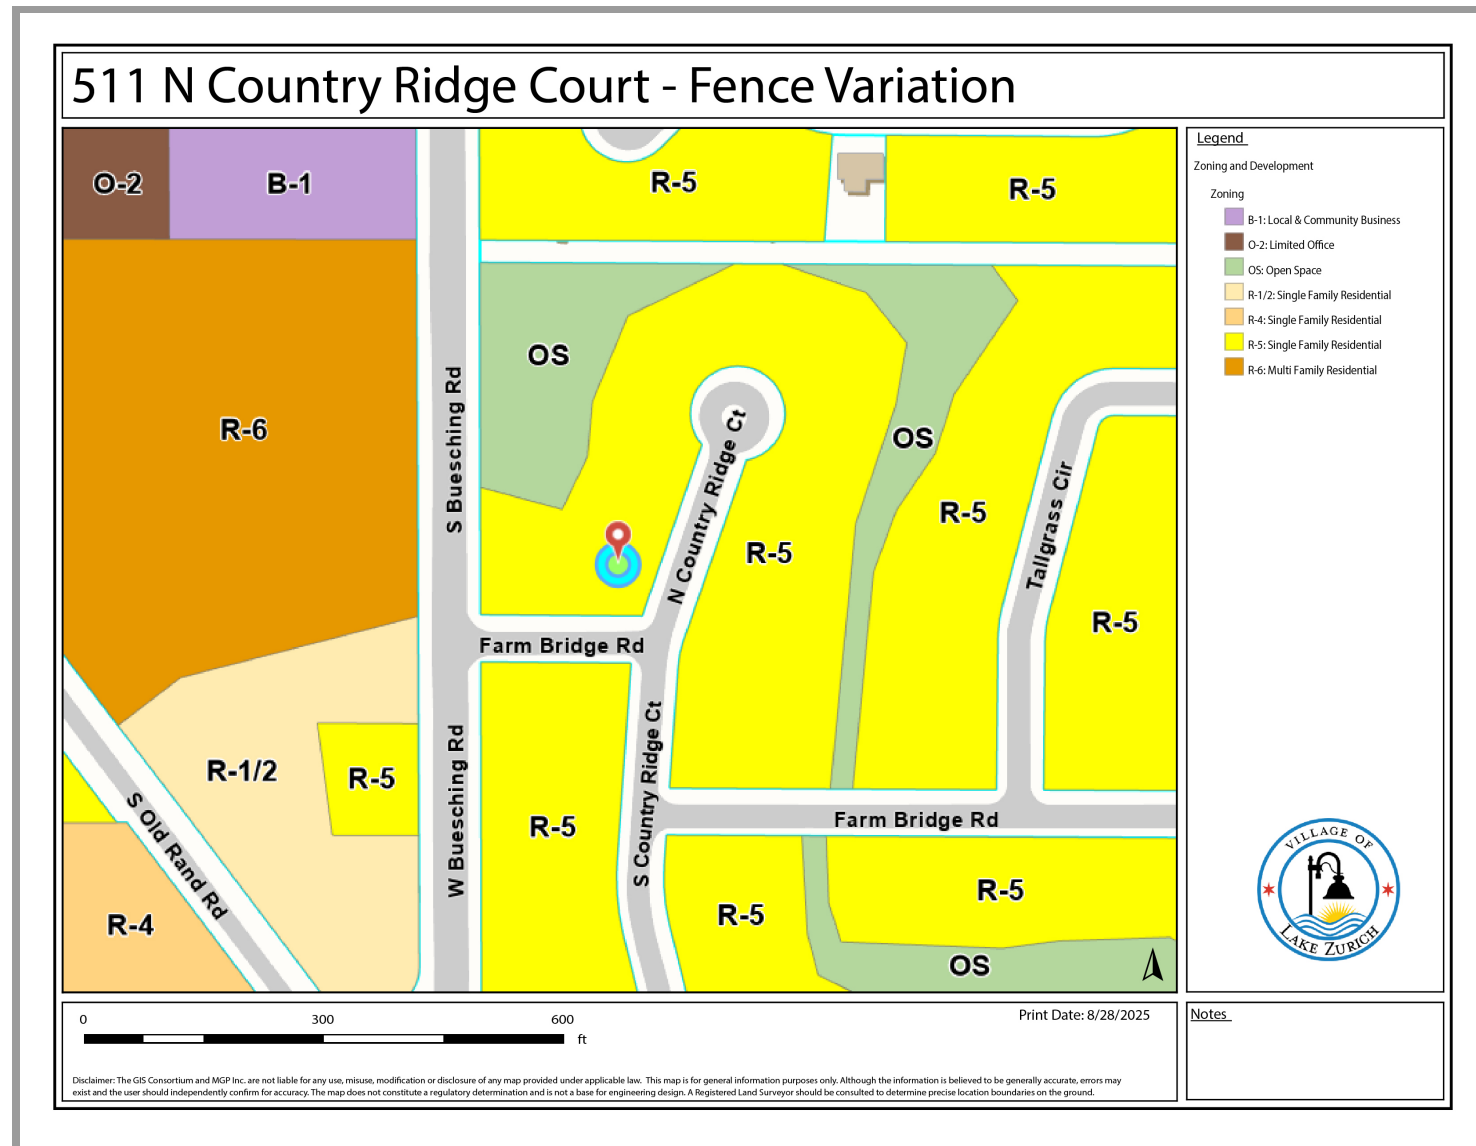 511 N Country Ridge Court - Fence Variation
O-2
B-1
R-5
R-5
R-6
OS
OS
R-5
R-5
R-5
R-1/2
R-5
R-5
R-4
R-5
R-5
OS
S Buesching Rd
W Buesching Rd
N Country Ridge Ct
S Country Ridge Ct
Farm Bridge Rd
Farm Bridge Rd
Tallgrass Cir
S Old Rand Rd
Legend
Zoning and Development
Zoning
B-1: Local & Community Business
O-2: Limited Office
OS: Open Space
R-1/2: Single Family Residential
R-4: Single Family Residential
R-5: Single Family Residential
R-6: Multi Family Residential
VILLAGE OF
LAKE ZURICH
0 300 600
ft
Print Date: 8/28/2025
Notes
Disclaimer: The GIS Consortium and MGP Inc. are not liable for any use, misuse, modification or disclosure of any map provided under applicable law. This map is for general information purposes only. Although the information is believed to be generally accurate, errors may
exist and the user should independently confirm for accuracy. The map does not constitute a regulatory determination and is not a base for engineering design. A Registered Land Surveyor should be consulted to determine precise location boundaries on the ground.